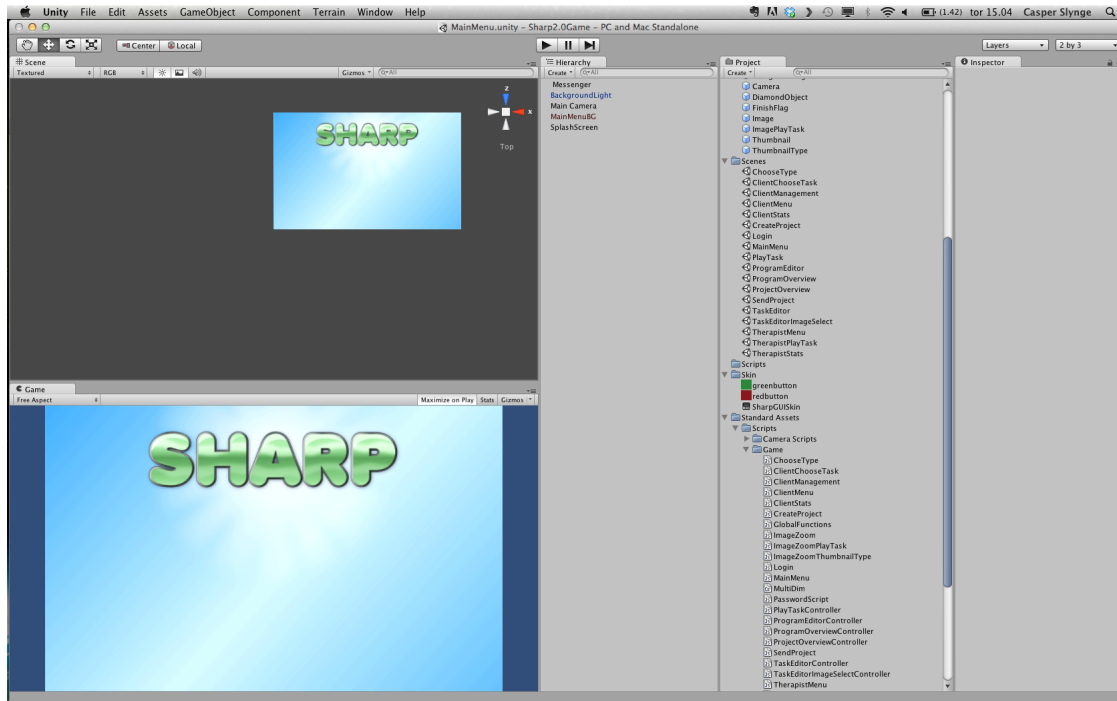 Unity File Edit Assets GameObject Component Terrain Window Help (1.42) tor 15.04 Casper Slynge
MainMenu.unity – Sharp2.0Game – PC and Mac Standalone
Center Local Layers 2 by 3
Scene
Textured RGB Gizmos All
z
x
Top
SHARP
Game
Free Aspect Maximize on Play Stats Gizmos
SHARP
Hierarchy
Create All
Messenger
BackgroundLight
Main Camera
MainMenuBG
SplashScreen
Project
Create All
Camera
DiamondObject
FinishFlag
Image
ImagePlayTask
Thumbnail
ThumbnailType
Scenes
ChooseType
ClientChooseTask
ClientManagement
ClientMenu
ClientStats
CreateProject
Login
MainMenu
PlayTask
ProgramEditor
ProgramOverview
ProjectOverview
SendProject
TaskEditor
TaskEditorImageSelect
TherapistMenu
TherapistPlayTask
TherapistStats
Scripts
Skin
greenbutton
redbutton
SharpGUISkin
Standard Assets
Scripts
Camera Scripts
Game
ChooseType
ClientChooseTask
ClientManagement
ClientMenu
ClientStats
CreateProject
GlobalFunctions
ImageZoom
ImageZoomPlayTask
ImageZoomThumbnailType
Login
MainMenu
MultiDim
PasswordScript
PlayTaskController
ProgramEditorController
ProgramOverviewController
ProjectOverviewController
SendProject
TaskEditorController
TaskEditorImageSelectController
TherapistMenu
Inspector